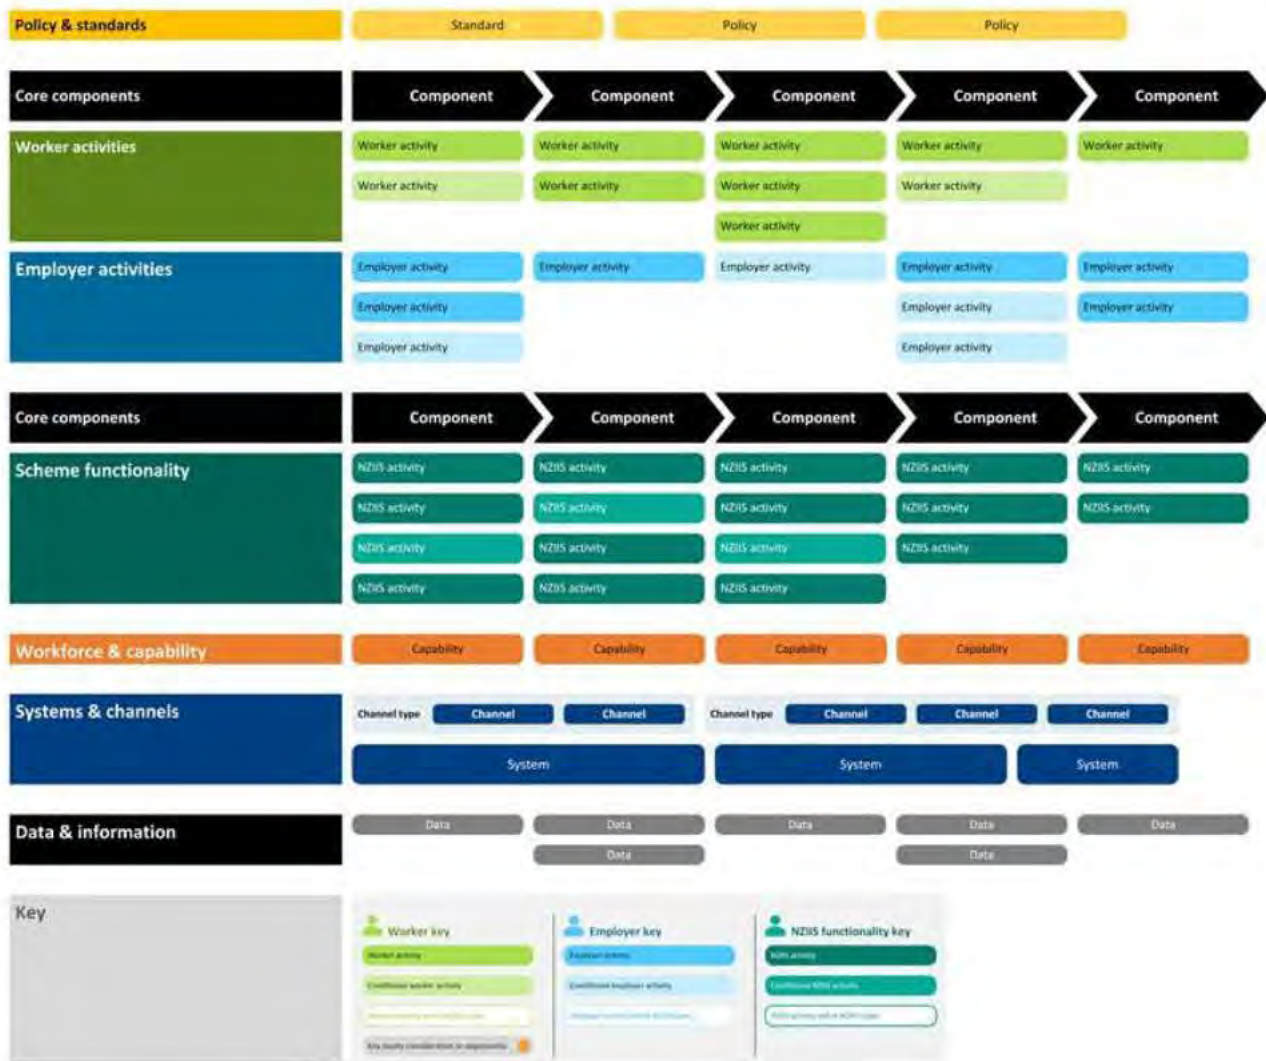 Policy & standards Standard Policy Policy
Core components Component Component Component Component Component
Worker activities Worker activity Worker activity Worker activity Worker activity Worker activity
Worker activity Worker activity Worker activity Worker activity
Worker activity
Employer activities Employer activity Employer activity Employer activity Employer activity Employer activity
Employer activity Employer activity Employer activity
Employer activity Employer activity
Core components Component Component Component Component Component
Scheme functionality NZIIS activity NZIIS activity NZIIS activity NZIIS activity NZIIS activity
NZIIS activity NZIIS activity NZIIS activity NZIIS activity NZIIS activity
NZIIS activity NZIIS activity NZIIS activity NZIIS activity
NZIIS activity NZIIS activity NZIIS activity
Workforce & capability Capability Capability Capability Capability Capability
Systems & channels Channel type Channel Channel Channel type Channel Channel Channel
System System System
Data & information Data Data Data Data Data
Data Data
Key
Worker key Employer key NZIIS functionality key
Worker activity Employer activity NZIIS activity
Conditional worker activity Conditional employer activity Conditional NZIIS activity